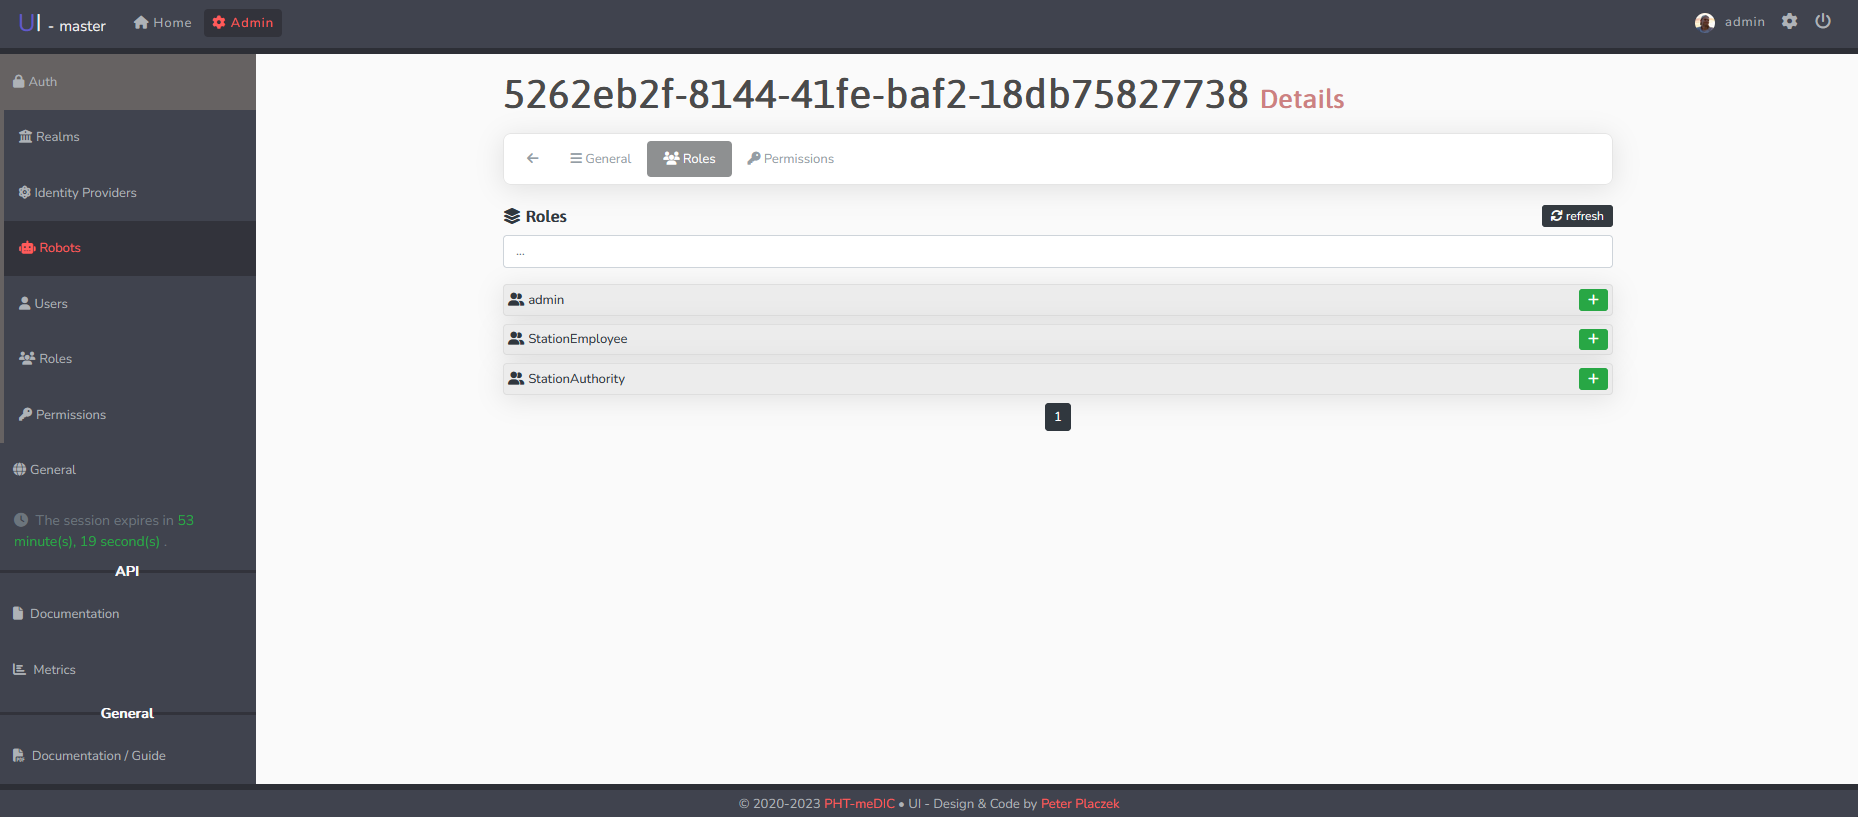 UI - master Home Admin admin
Auth
Realms
Identity Providers
Robots
Users
Roles
Permissions
General
The session expires in 53
minute(s), 19 second(s) .
API
Documentation
Metrics
General
Documentation / Guide
5262eb2f-8144-41fe-baf2-18db75827738 Details
General Roles Permissions
Roles refresh
...
admin
StationEmployee
StationAuthority
1
© 2020-2023 PHT-meDIC • UI - Design & Code by Peter Placzek